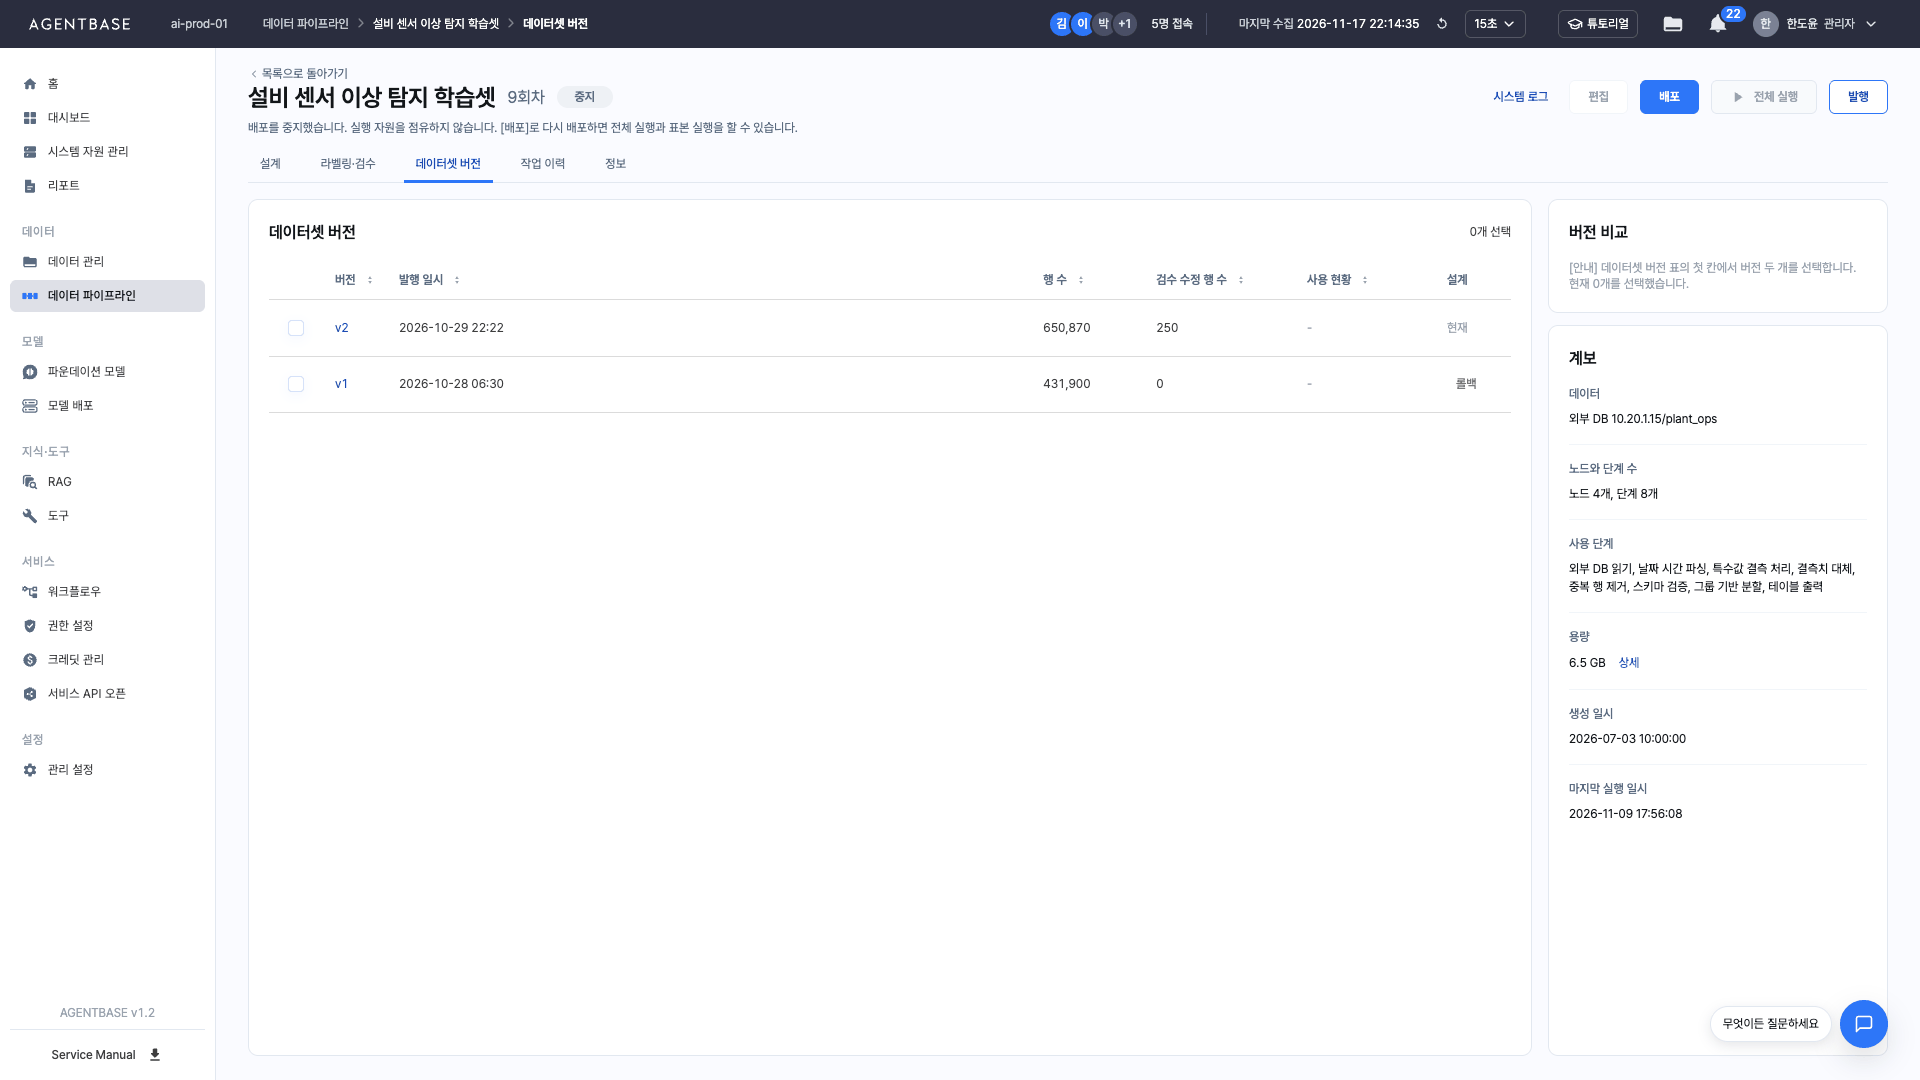 AGENTBASE
ai-prod-01
데이터 파이프라인 > 설비 센서 이상 탐지 학습셋 > 데이터셋 버전
김 이 박 +1 5명 접속
마지막 수집 2026-11-17 22:14:35
15초
튜토리얼
22
한 한도윤 관리자
홈
대시보드
시스템 자원 관리
리포트
데이터
데이터 관리
데이터 파이프라인
모델
파운데이션 모델
모델 배포
지식·도구
RAG
도구
서비스
워크플로우
권한 설정
크레딧 관리
서비스 API 오픈
설정
관리 설정
AGENTBASE v1.2
Service Manual
목록으로 돌아가기
설비 센서 이상 탐지 학습셋 9회차 중지
배포를 중지했습니다. 실행 자원을 점유하지 않습니다. [배포]로 다시 배포하면 전체 실행과 표본 실행을 할 수 있습니다.
시스템 로그 편집 배포 전체 실행 발행
설계 라벨링·검수 데이터셋 버전 작업 이력 정보
데이터셋 버전 0개 선택
버전 발행 일시 행 수 검수 수정 행 수 사용 현황 설계
v2 2026-10-29 22:22 650,870 250 - 현재
v1 2026-10-28 06:30 431,900 0 - 롤백
버전 비교
[안내] 데이터셋 버전 표의 첫 칸에서 버전 두 개를 선택합니다.
현재 0개를 선택했습니다.
계보
데이터
외부 DB 10.20.1.15/plant_ops
노드와 단계 수
노드 4개, 단계 8개
사용 단계
외부 DB 읽기, 날짜 시간 파싱, 특수값 결측 처리, 결측치 대체,
중복 행 제거, 스키마 검증, 그룹 기반 분할, 테이블 출력
용량
6.5 GB 상세
생성 일시
2026-07-03 10:00:00
마지막 실행 일시
2026-11-09 17:56:08
무엇이든 질문하세요